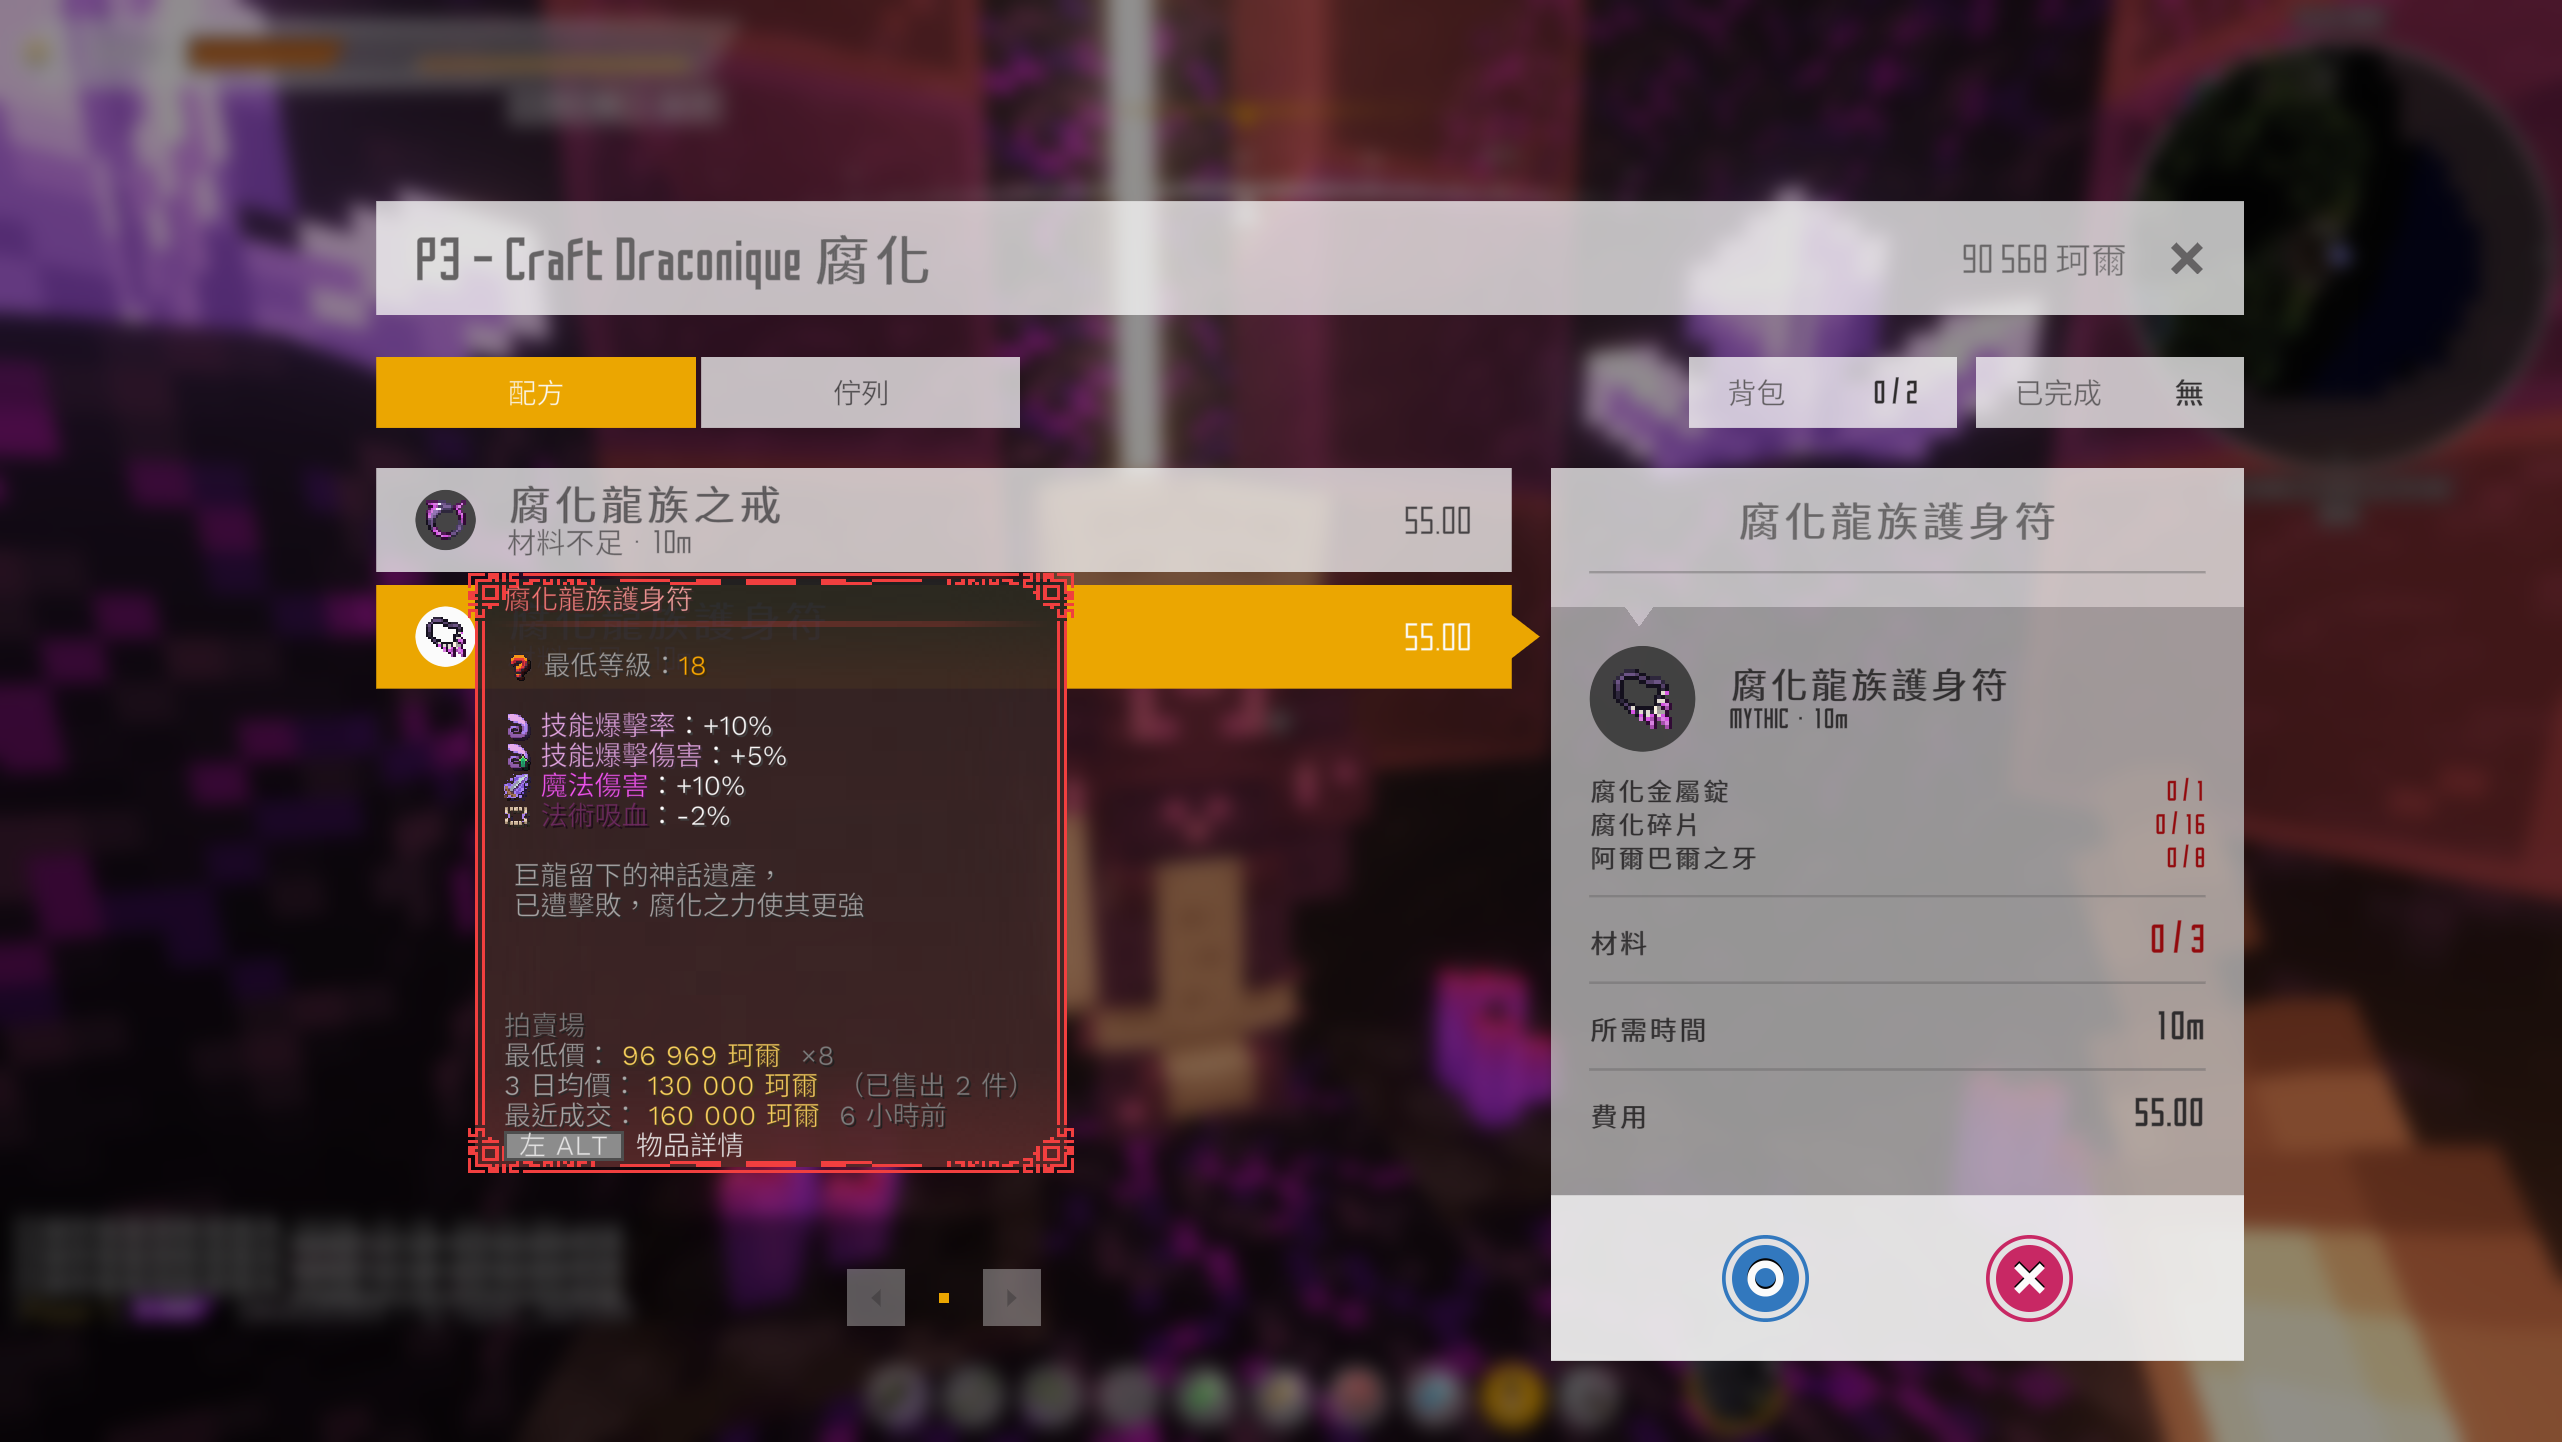 P3 - Craft Draconique 腐化
90 568 珂爾
配方
佇列
背包 0/2
已完成 無
腐化龍族之戒
材料不足 · 10m
55.00
腐化龍族護身符
55.00
腐化龍族護身符
最低等級：18
技能爆擊率：+10%
技能爆擊傷害：+5%
魔法傷害：+10%
法術吸血：-2%
巨龍留下的神話遺產，
已遭擊敗，腐化之力使其更強
拍賣場
最低價： 96 969 珂爾 ×8
3 日均價： 130 000 珂爾 （已售出 2 件）
最近成交： 160 000 珂爾 6 小時前
左 ALT 物品詳情
腐化龍族護身符
腐化龍族護身符
MYTHIC · 10m
腐化金屬錠 0/1
腐化碎片 0/16
阿爾巴爾之牙 0/8
材料 0/3
所需時間 10m
費用 55.00